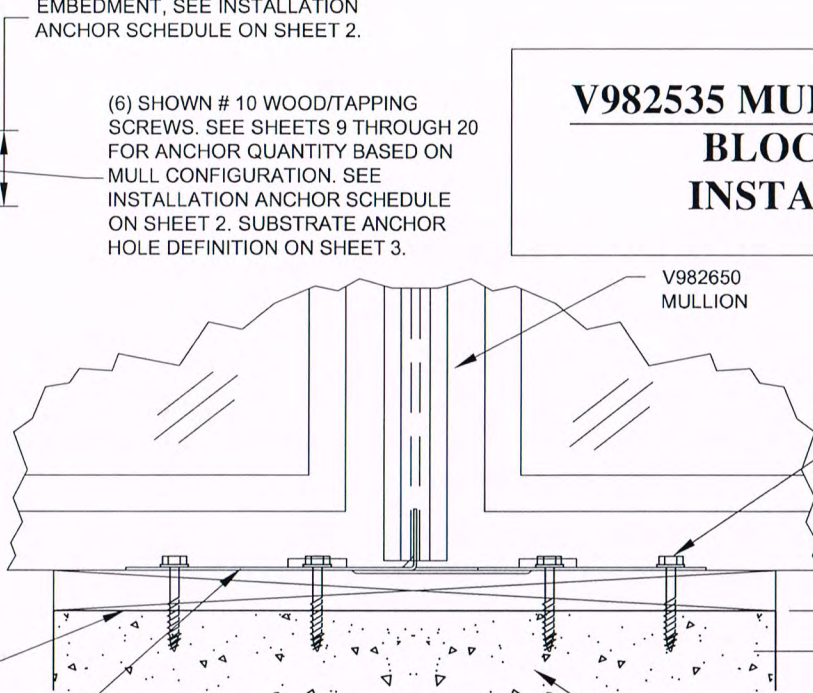 EMBEDMENT, SEE INSTALLATION
ANCHOR SCHEDULE ON SHEET 2.
(6) SHOWN # 10 WOOD/TAPPING
SCREWS. SEE SHEETS 9 THROUGH 20
FOR ANCHOR QUANTITY BASED ON
MULL CONFIGURATION. SEE
INSTALLATION ANCHOR SCHEDULE
ON SHEET 2. SUBSTRATE ANCHOR
HOLE DEFINITION ON SHEET 3.
V982535 MU
BLOC
INSTA
V982650
MULLION